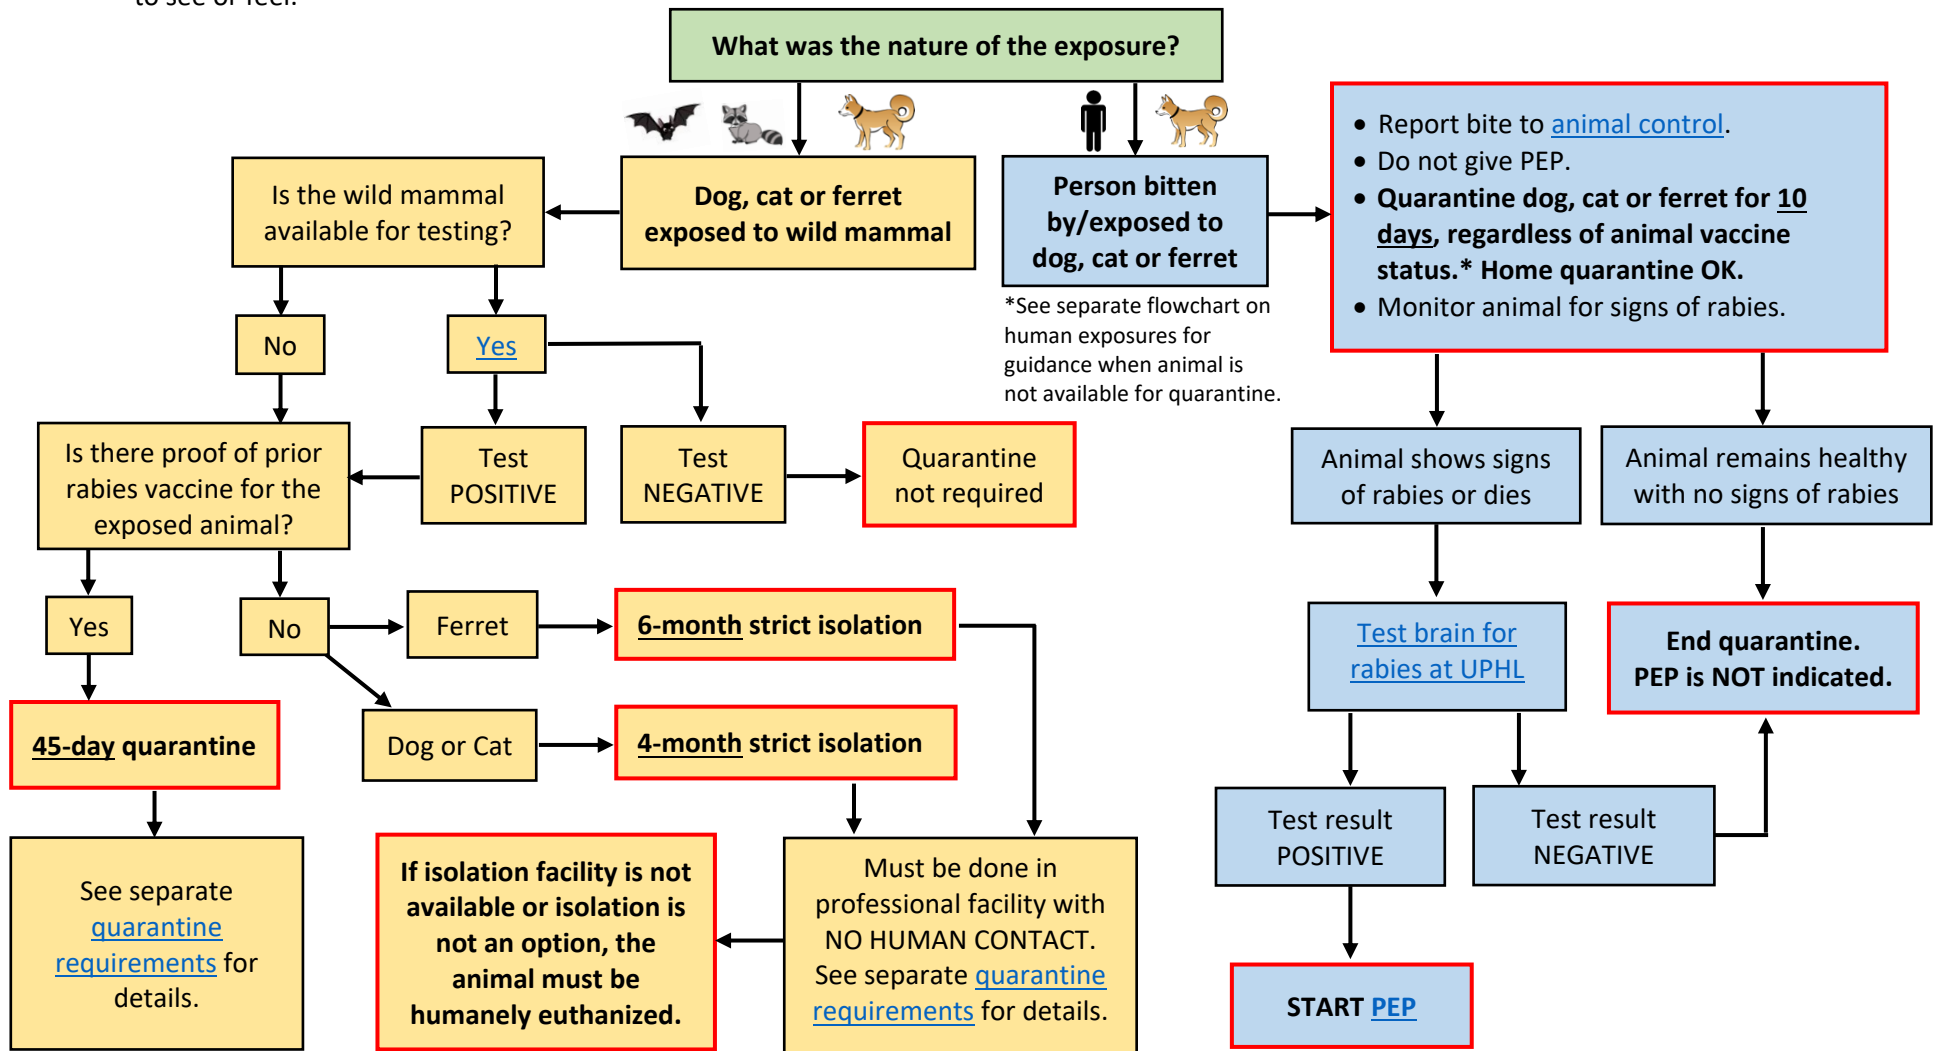 to see or feel.
What was the nature of the exposure?
Is the wild mammal
available for testing?
Dog, cat or ferret
exposed to wild mammal
Person bitten
by/exposed to
dog, cat or ferret
*See separate flowchart on
human exposures for
guidance when animal is
not available for quarantine.
• Report bite to animal control.
• Do not give PEP.
• Quarantine dog, cat or ferret for 10
days, regardless of animal vaccine
status.* Home quarantine OK.
• Monitor animal for signs of rabies.
No
Yes
Is there proof of prior
rabies vaccine for the
exposed animal?
Test
POSITIVE
Test
NEGATIVE
Quarantine
not required
Animal shows signs
of rabies or dies
Animal remains healthy
with no signs of rabies
Yes
No
Ferret
6-month strict isolation
Test brain for
rabies at UPHL
End quarantine.
PEP is NOT indicated.
45-day quarantine
Dog or Cat
4-month strict isolation
Test result
POSITIVE
Test result
NEGATIVE
See separate
quarantine
requirements for
details.
If isolation facility is not
available or isolation is
not an option, the
animal must be
humanely euthanized.
Must be done in
professional facility with
NO HUMAN CONTACT.
See separate quarantine
requirements for details.
START PEP